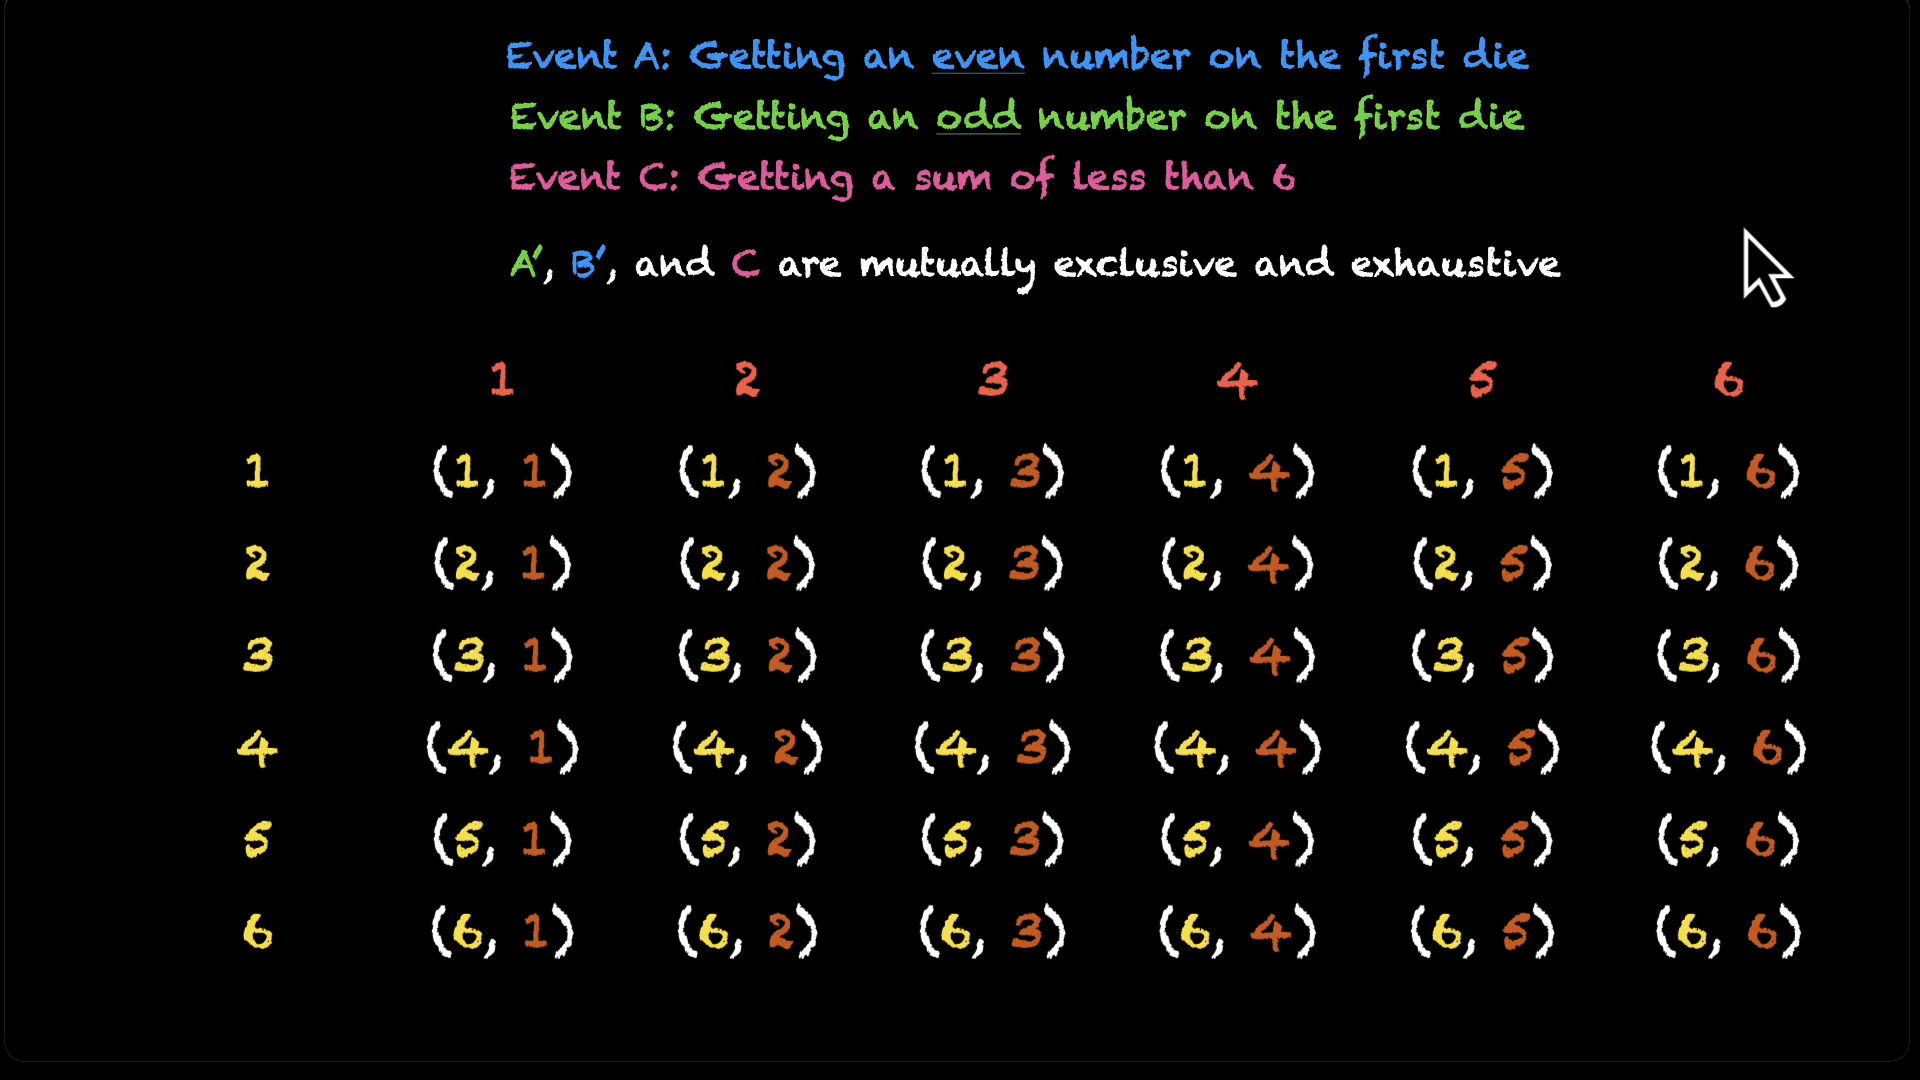 Event A: Getting an even number on the first die
Event B: Getting an odd number on the first die
Event C: Getting a sum of less than 6
A′, B′, and C are mutually exclusive and exhaustive
1 2 3 4 5 6
1 (1, 1) (1, 2) (1, 3) (1, 4) (1, 5) (1, 6)
2 (2, 1) (2, 2) (2, 3) (2, 4) (2, 5) (2, 6)
3 (3, 1) (3, 2) (3, 3) (3, 4) (3, 5) (3, 6)
4 (4, 1) (4, 2) (4, 3) (4, 4) (4, 5) (4, 6)
5 (5, 1) (5, 2) (5, 3) (5, 4) (5, 5) (5, 6)
6 (6, 1) (6, 2) (6, 3) (6, 4) (6, 5) (6, 6)